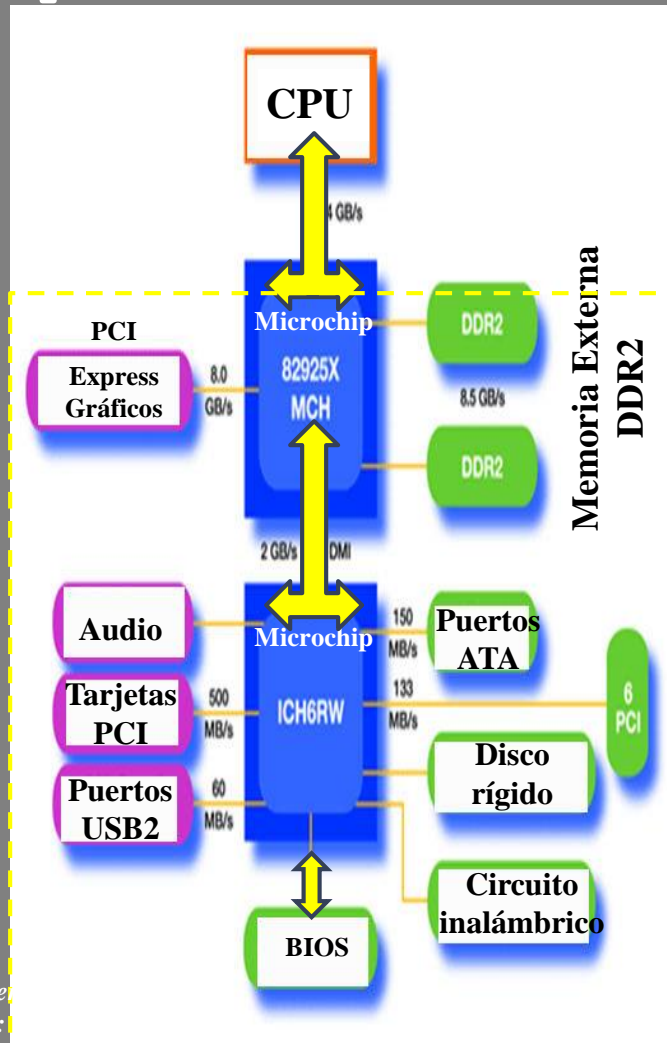 CPU
4 GB/s
Microchip
82925X
MCH
PCI
Express
Gráficos
8.0
GB/s
DDR2
8.5 GB/s
DDR2
Memoria Externa
DDR2
2 GB/s
DMI
Microchip
ICH6RW
Audio
Tarjetas
PCI
500
MB/s
Puertos
USB2
60
MB/s
150
MB/s
Puertos
ATA
133
MB/s
6
PCI
Disco
rígido
Circuito
inalámbrico
BIOS